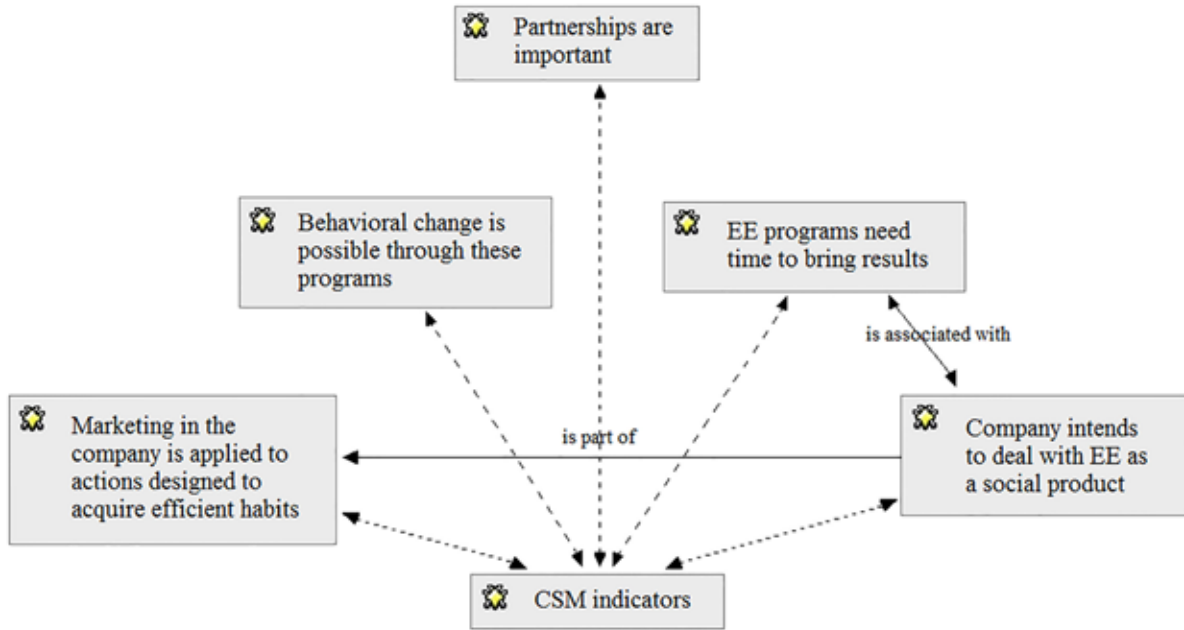 Partnerships are
important
Behavioral change is
possible through these
programs
EE programs need
time to bring results
is associated with
Marketing in the
company is applied to
actions designed to
acquire efficient habits
is part of
Company intends
to deal with EE as
a social product
CSM indicators